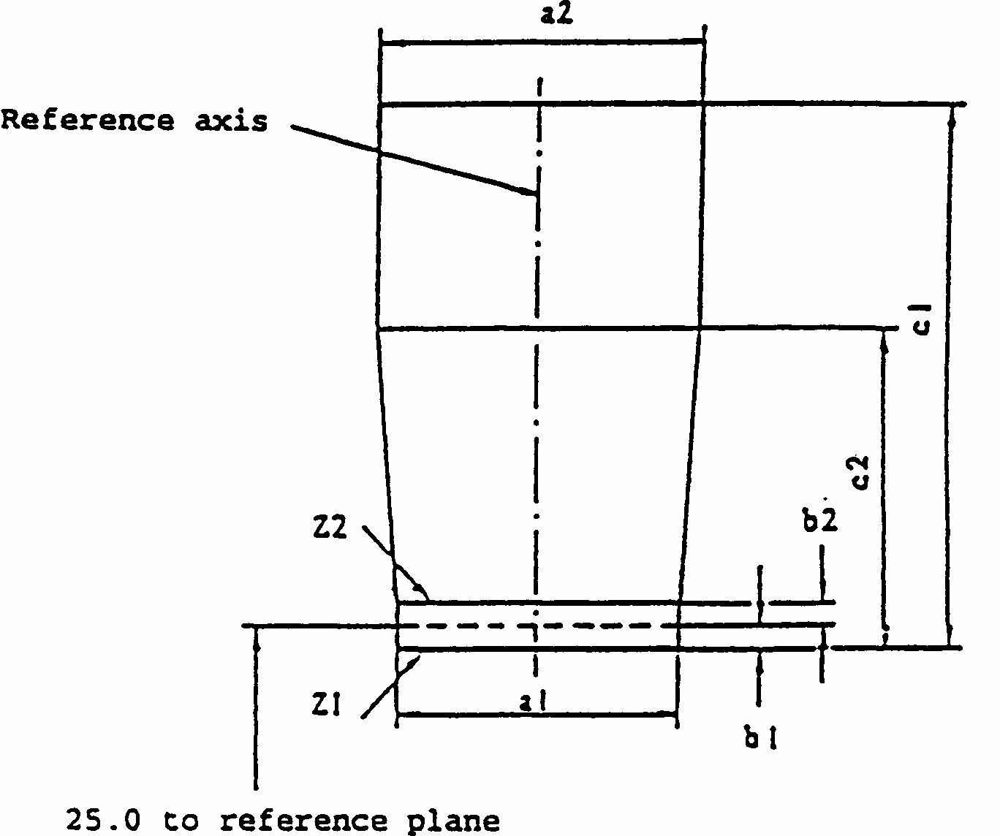 a2
Reference axis
c1
c2
b2
Z2
Z1
a1
b1
25.0 to reference plane